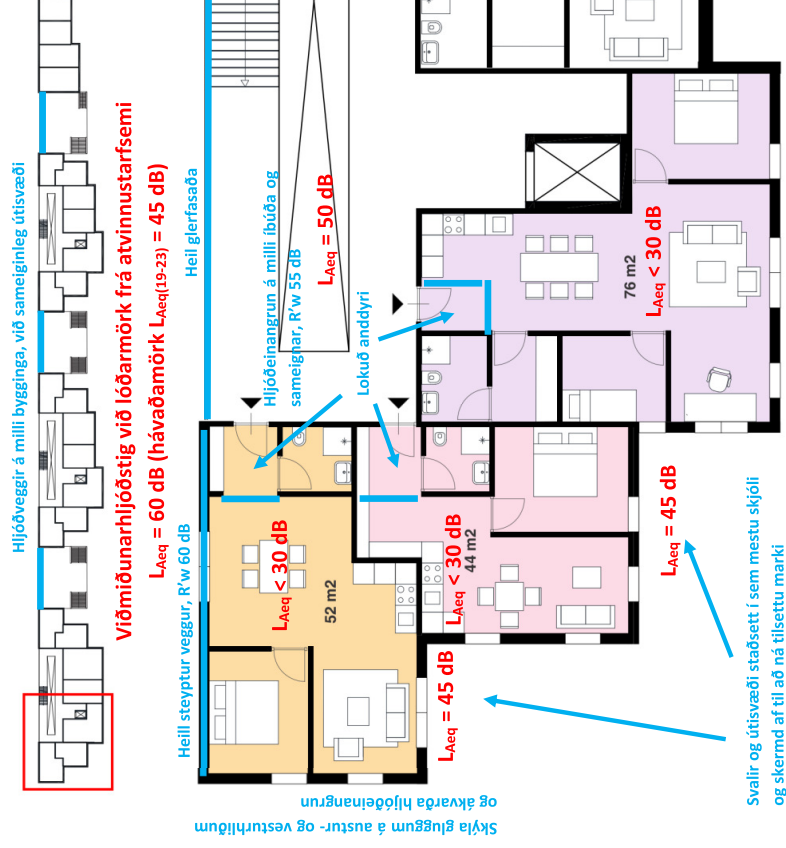 Hljóðveggir á milli bygginga, við sameiginleg útisvæði
Viðmiðunarhljóðstig við lóðarmörk frá atvinnustarfsemi
LAeq = 60 dB (hávaðamörk LAeq(19-23) = 45 dB)
Heil glerfasaða
Heill steyptur veggur, R'w 60 dB
Hljóðeinangrun á milli íbúða og
sameignar, R'w 55 dB
LAeq = 50 dB
Lokuð anddyri
LAeq < 30 dB
52 m2
LAeq < 30 dB
44 m2
76 m2
LAeq < 30 dB
LAeq = 45 dB
LAeq = 45 dB
Svalir og útisvæði staðsett í sem mestu skjóli
og skermd af til að ná tilsettu marki
Skýla gluggum á austur- og vesturhliðum
og ákvarða hljóðeinangrun